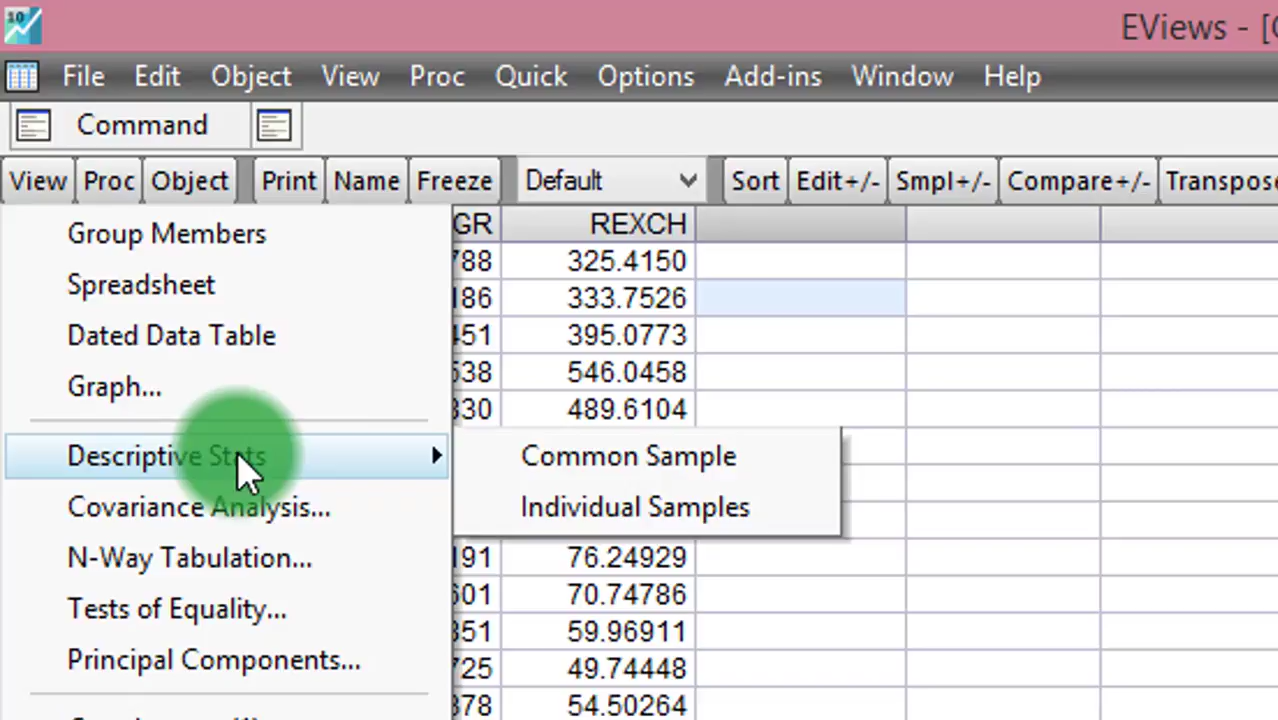 10
EViews - [
File Edit Object View Proc Quick Options Add-ins Window Help
Command
View Proc Object Print Name Freeze Default Sort Edit+/- Smpl+/- Compare+/- Transpose
Group Members GR REXCH
788 325.4150
Spreadsheet 186 333.7526
Dated Data Table 451 395.0773
538 546.0458
Graph... 330 489.6104
Descriptive Stats Common Sample
Covariance Analysis... Individual Samples
N-Way Tabulation... 191 76.24929
Tests of Equality... 601 70.74786
351 59.96911
Principal Components... 725 49.74448
378 54.50264